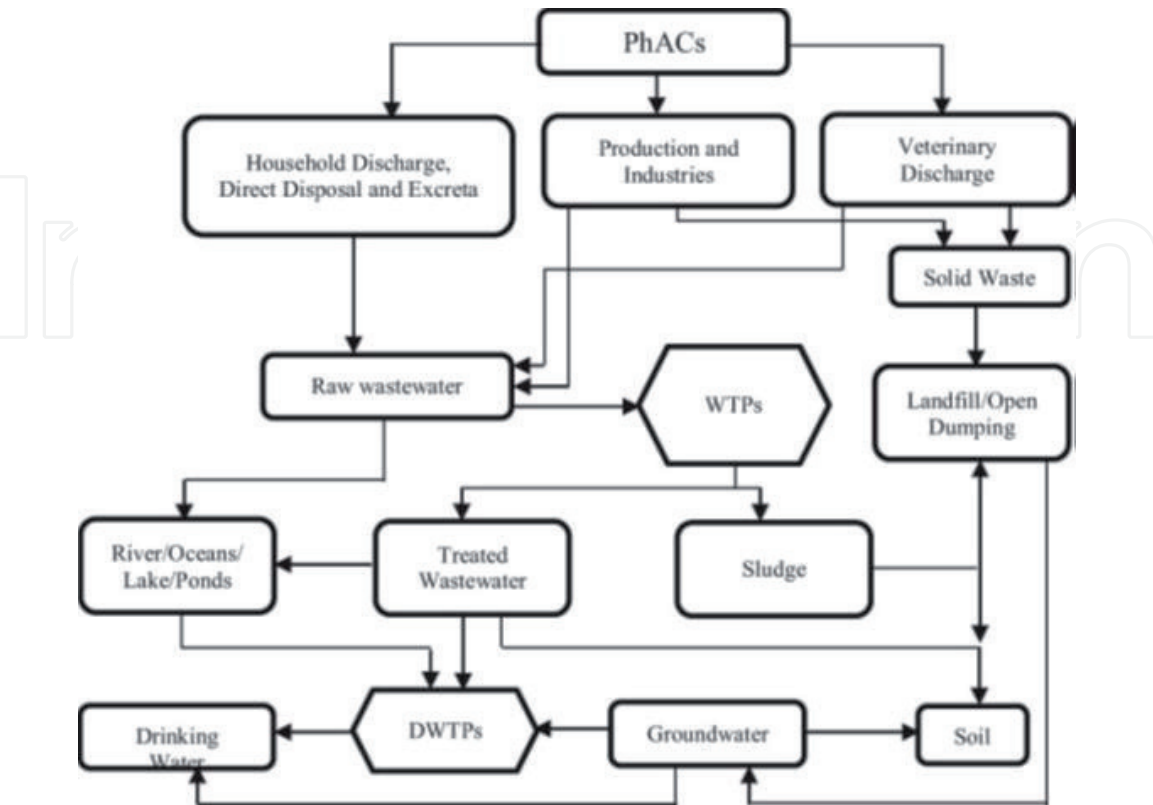 PhACs
Household Discharge,
Direct Disposal and Excreta
Production and
Industries
Veterinary
Discharge
Solid Waste
Raw wastewater
WTPs
Landfill/Open
Dumping
River/Oceans/
Lake/Ponds
Treated
Wastewater
Sludge
Drinking
Water
DWTPs
Groundwater
Soil